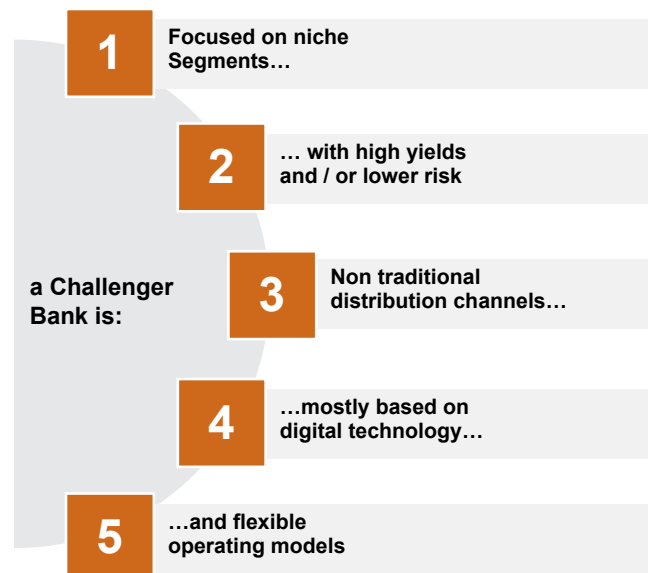 1
Focused on niche
Segments…
2
… with high yields
and / or lower risk
a Challenger
Bank is:
3
Non traditional
distribution channels…
4
…mostly based on
digital technology…
5
…and flexible
operating models